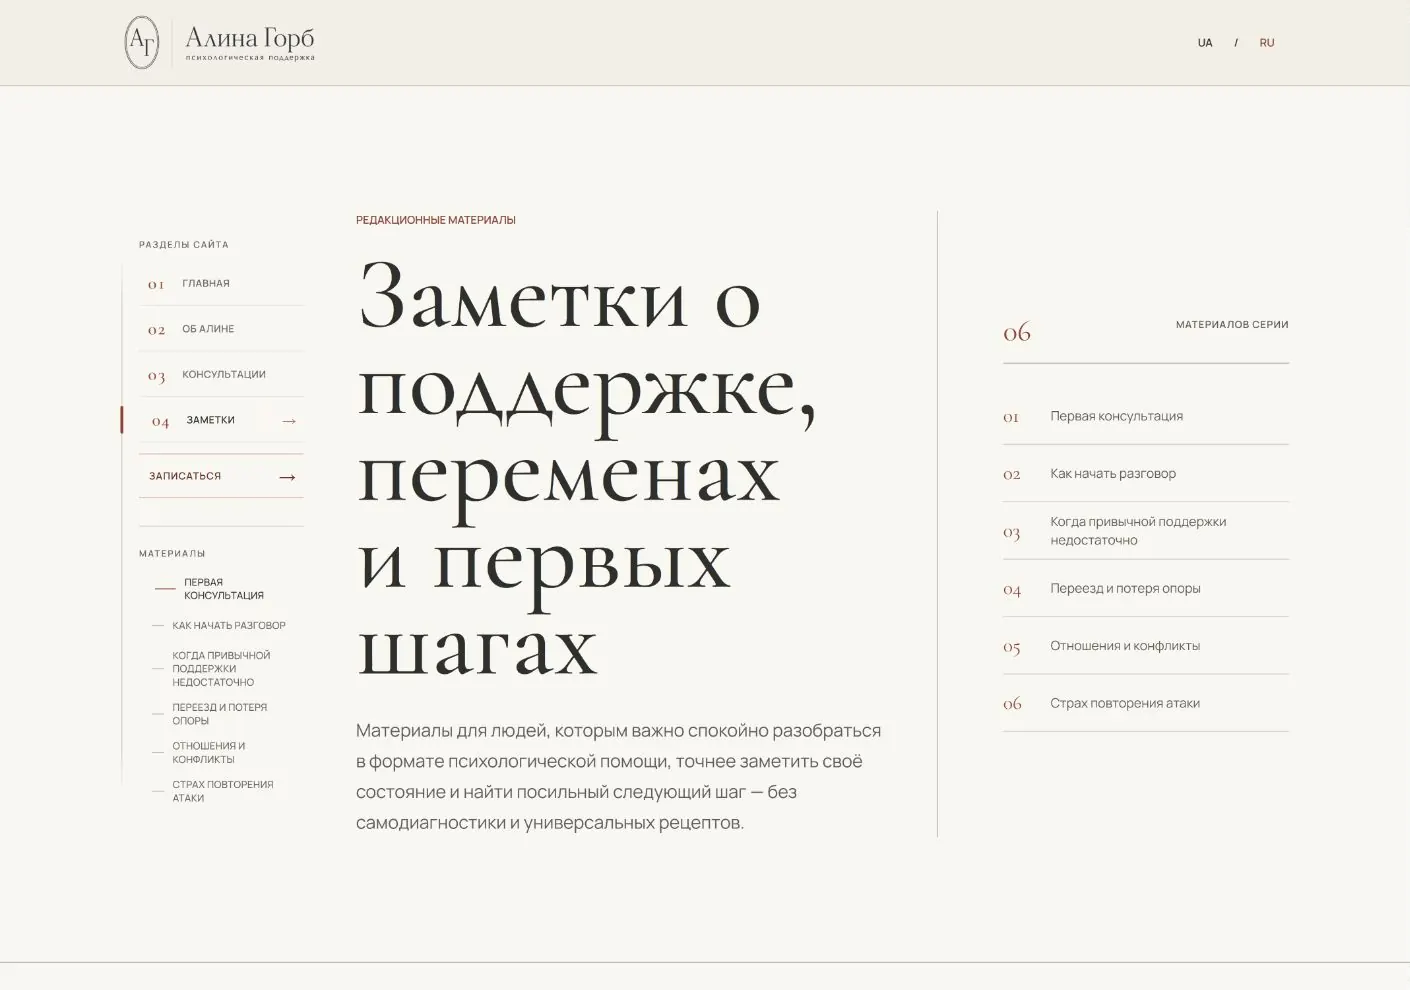 АГ
Алина Горб
психологическая поддержка
UA / RU
РАЗДЕЛЫ САЙТА
01 ГЛАВНАЯ
02 ОБ АЛИНЕ
03 КОНСУЛЬТАЦИИ
04 ЗАМЕТКИ →
ЗАПИСАТЬСЯ →
МАТЕРИАЛЫ
ПЕРВАЯ
КОНСУЛЬТАЦИЯ
КАК НАЧАТЬ РАЗГОВОР
КОГДА ПРИВЫЧНОЙ
ПОДДЕРЖКИ
НЕДОСТАТОЧНО
ПЕРЕЕЗД И ПОТЕРЯ
ОПОРЫ
ОТНОШЕНИЯ И
КОНФЛИКТЫ
СТРАХ ПОВТОРЕНИЯ
АТАКИ
РЕДАКЦИОННЫЕ МАТЕРИАЛЫ
Заметки о
поддержке,
переменах
и первых
шагах
Материалы для людей, которым важно спокойно разобраться
в формате психологической помощи, точнее заметить своё
состояние и найти посильный следующий шаг — без
самодиагностики и универсальных рецептов.
06 МАТЕРИАЛОВ СЕРИИ
01 Первая консультация
02 Как начать разговор
03 Когда привычной поддержки
недостаточно
04 Переезд и потеря опоры
05 Отношения и конфликты
06 Страх повторения атаки